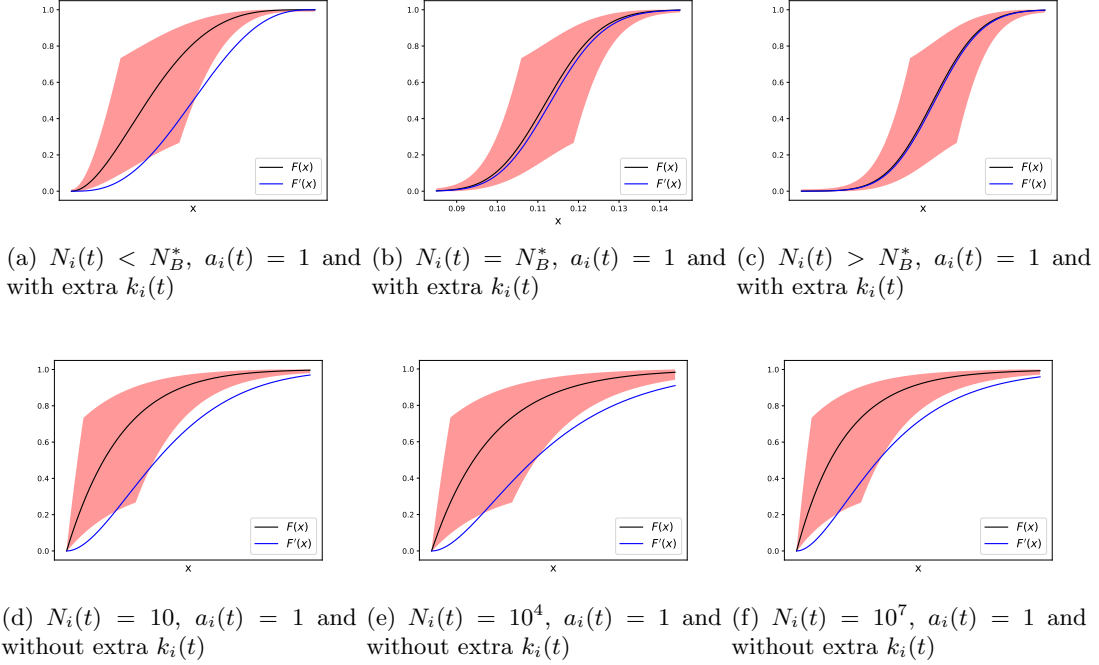 1.0
0.8
0.6
0.4
0.2
0.0
F(x)
F'(x)
x
1.0
0.8
0.6
0.4
0.2
0.0
0.09 0.10 0.11 0.12 0.13 0.14
F(x)
F'(x)
x
1.0
0.8
0.6
0.4
0.2
0.0
F(x)
F'(x)
x
(a) $N_i(t) < N_B^*$, $a_i(t) = 1$ and
with extra $k_i(t)$
(b) $N_i(t) = N_B^*$, $a_i(t) = 1$ and
with extra $k_i(t)$
(c) $N_i(t) > N_B^*$, $a_i(t) = 1$ and
with extra $k_i(t)$
1.0
0.8
0.6
0.4
0.2
0.0
F(x)
F'(x)
x
1.0
0.8
0.6
0.4
0.2
0.0
F(x)
F'(x)
x
1.0
0.8
0.6
0.4
0.2
0.0
F(x)
F'(x)
x
(d) $N_i(t) = 10$, $a_i(t) = 1$ and
without extra $k_i(t)$
(e) $N_i(t) = 10^4$, $a_i(t) = 1$ and
without extra $k_i(t)$
(f) $N_i(t) = 10^7$, $a_i(t) = 1$ and
without extra $k_i(t)$